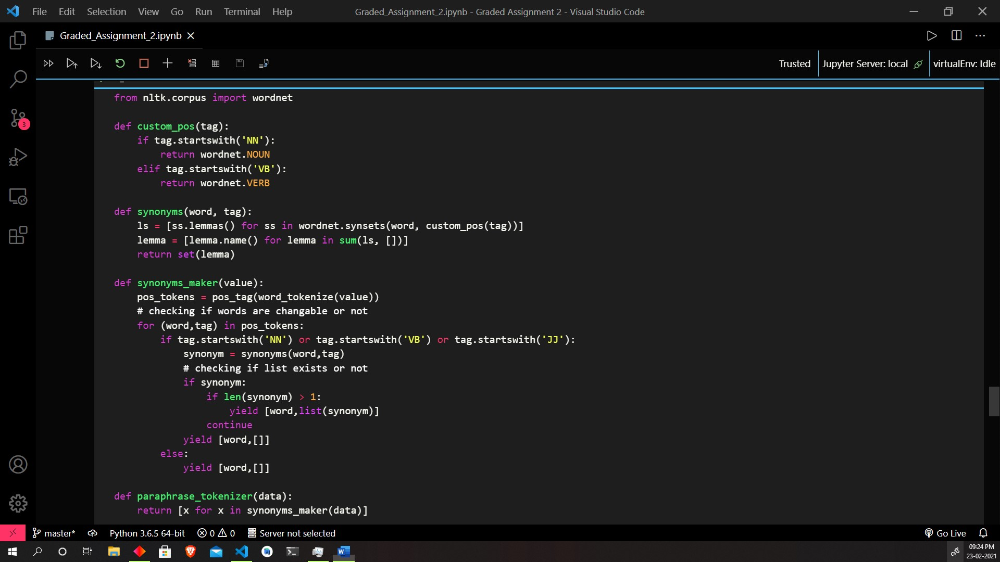 File Edit Selection View Go Run Terminal Help Graded_Assignment_2.ipynb - Graded Assignment 2 - Visual Studio Code
Graded_Assignment_2.ipynb
Trusted Jupyter Server: local virtualEnv: Idle
from nltk.corpus import wordnet
def custom_pos(tag):
    if tag.startswith('NN'):
        return wordnet.NOUN
    elif tag.startswith('VB'):
        return wordnet.VERB
def synonyms(word, tag):
    ls = [ss.lemmas() for ss in wordnet.synsets(word, custom_pos(tag))]
    lemma = [lemma.name() for lemma in sum(ls, [])]
    return set(lemma)
def synonyms_maker(value):
    pos_tokens = pos_tag(word_tokenize(value))
    # checking if words are changable or not
    for (word,tag) in pos_tokens:
        if tag.startswith('NN') or tag.startswith('VB') or tag.startswith('JJ'):
            synonym = synonyms(word,tag)
            # checking if list exists or not
            if synonym:
                if len(synonym) > 1:
                    yield [word,list(synonym)]
                continue
            yield [word,[]]
        else:
            yield [word,[]]
def paraphrase_tokenizer(data):
    return [x for x in synonyms_maker(data)]
3
master* Python 3.6.5 64-bit 0 0 Server not selected Go Live
09:24 PM
23-02-2021